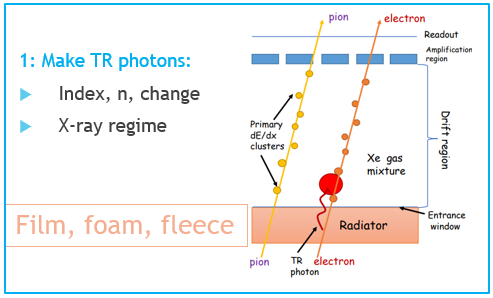 1: Make TR photons:
Index, n, change
X-ray regime
Film, foam, fleece
pion
electron
Readout
Amplification
region
Primary
dE/dx
clusters
Xe gas
mixture
Drift region
Radiator
Entrance
window
TR
photon
pion
electron